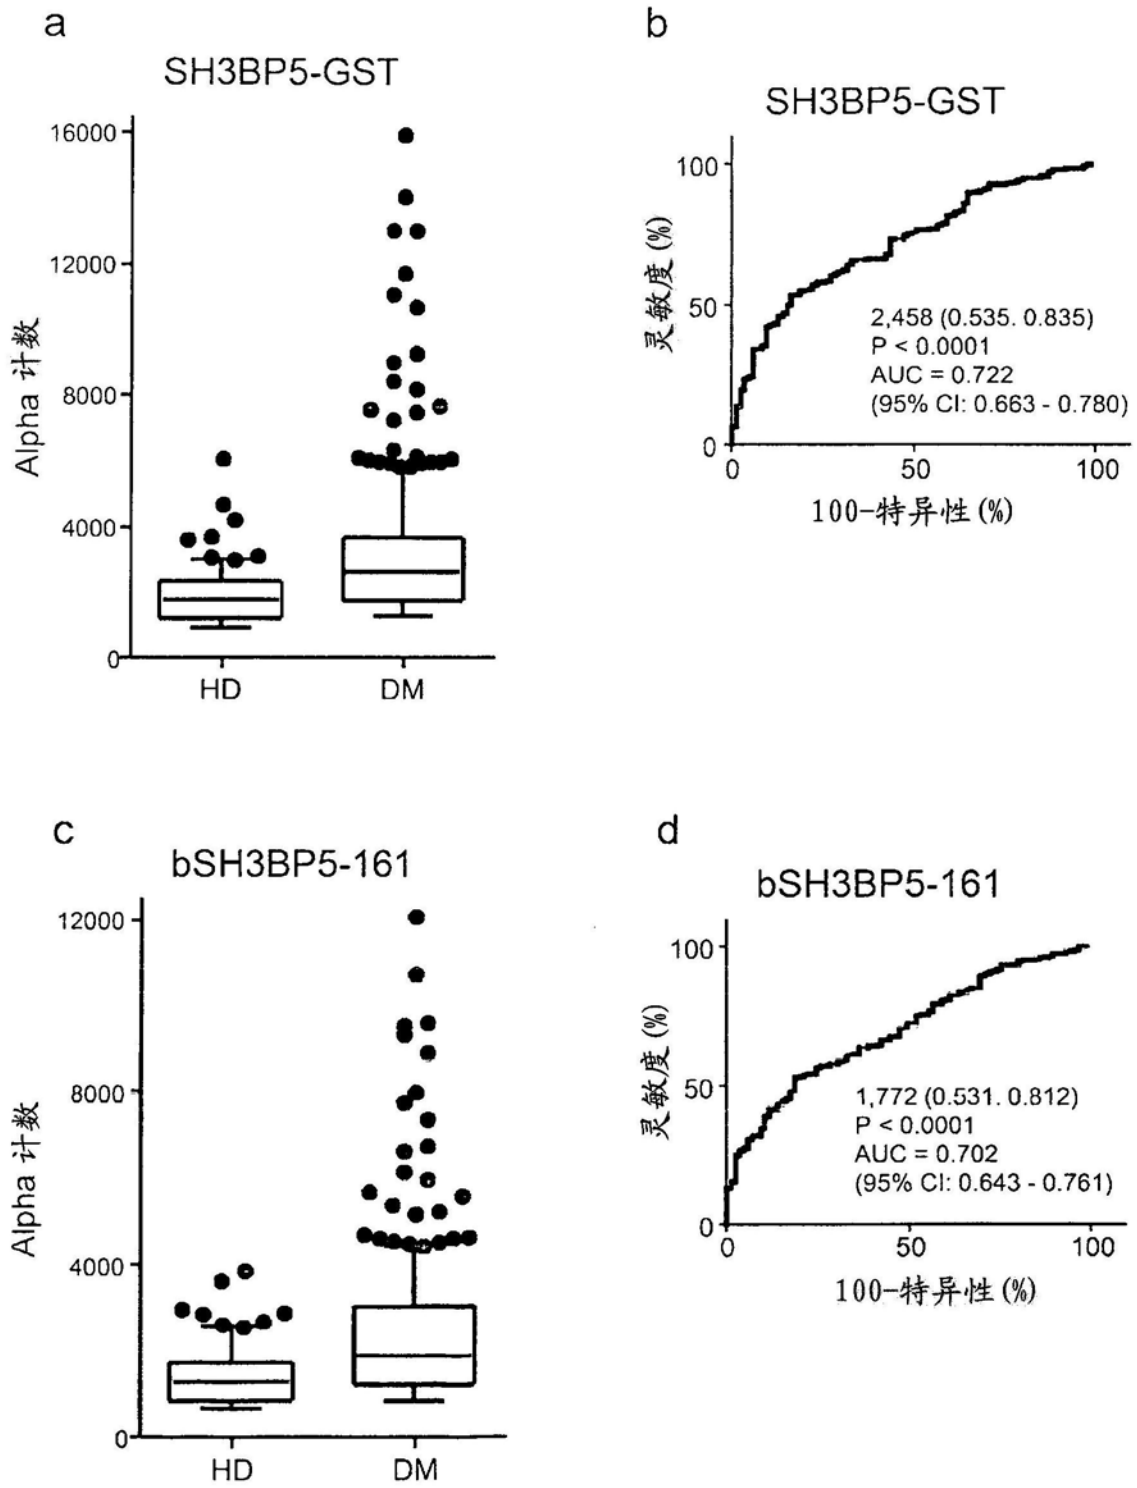 a
SH3BP5-GST
16000
12000
8000
4000
0
Alpha 计数
HD
DM
b
SH3BP5-GST
100
50
0
灵敏度(%)
2,458 (0.535. 0.835)
P < 0.0001
AUC = 0.722
(95% CI: 0.663 - 0.780)
0
50
100
100-特异性(%)
c
bSH3BP5-161
12000
8000
4000
0
Alpha 计数
HD
DM
d
bSH3BP5-161
100
50
0
灵敏度(%)
1,772 (0.531. 0.812)
P < 0.0001
AUC = 0.702
(95% CI: 0.643 - 0.761)
0
50
100
100-特异性(%)